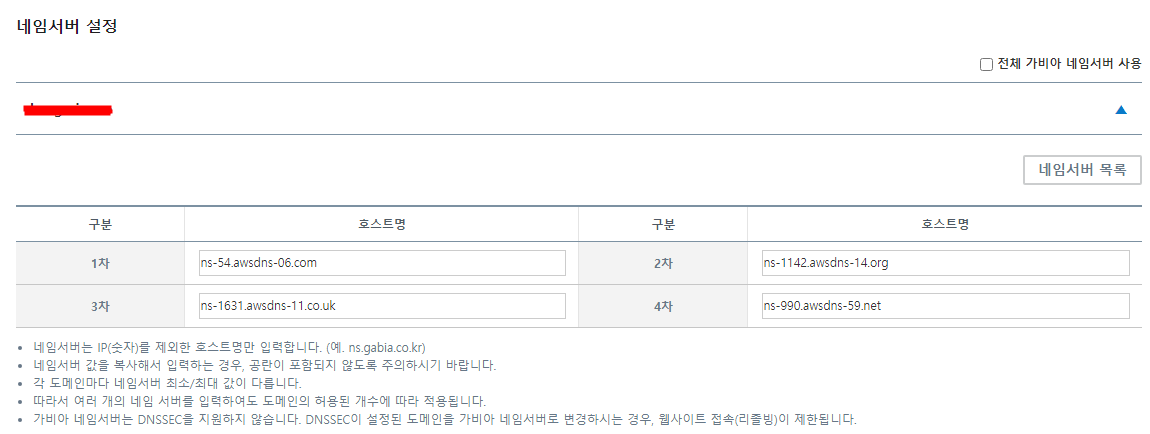 네임서버 설정
전체 가비아 네임서버 사용
네임서버 목록
구분 호스트명 구분 호스트명
1차 ns-54.awsdns-06.com 2차 ns-1142.awsdns-14.org
3차 ns-1631.awsdns-11.co.uk 4차 ns-990.awsdns-59.net
네임서버는 IP(숫자)를 제외한 호스트명만 입력합니다. (예. ns.gabia.co.kr)
네임서버 값을 복사해서 입력하는 경우, 공란이 포함되지 않도록 주의하시기 바랍니다.
각 도메인마다 네임서버 최소/최대 값이 다릅니다.
따라서 여러 개의 네임 서버를 입력하여도 도메인의 허용된 개수에 따라 적용됩니다.
가비아 네임서버는 DNSSEC을 지원하지 않습니다. DNSSEC이 설정된 도메인을 가비아 네임서버로 변경하시는 경우, 웹사이트 접속(리졸빙)이 제한됩니다.